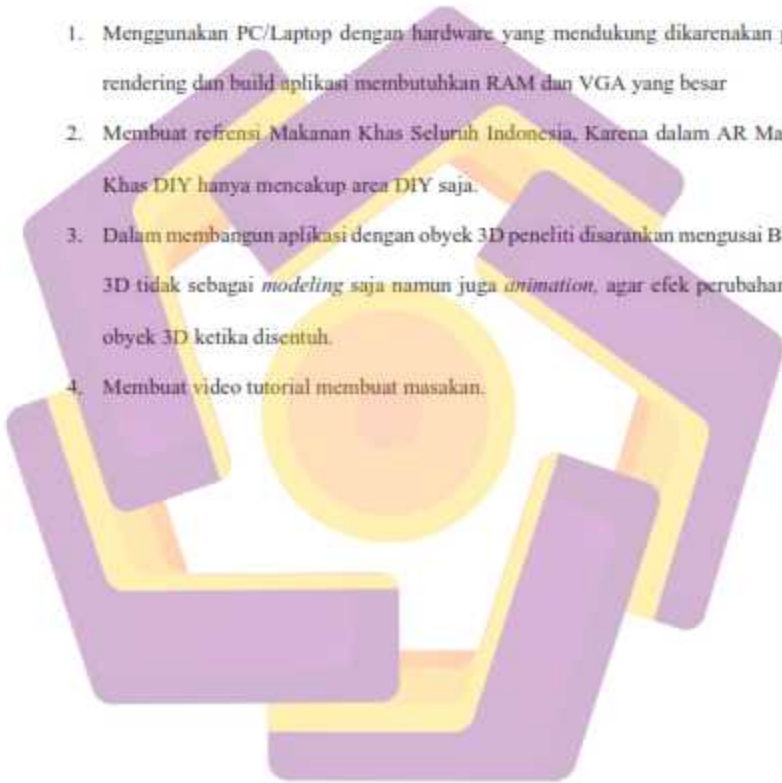 1. Menggunakan PC/Laptop dengan hardware yang mendukung dikarenakan
rendering dan build aplikasi membutuhkan RAM dan VGA yang besar
2. Membuat refrensi Makanan Khas Seluruh Indonesia, Karena dalam AR
Khas DIY hanya mencakup area DIY saja.
3. Dalam membangun aplikasi dengan obyek 3D peneliti disarankan mengusai
3D tidak sebagai modeling saja namun juga animation, agar efek perubahan
obyek 3D ketika disentuh.
4. Membuat video tutorial membuat masakan.